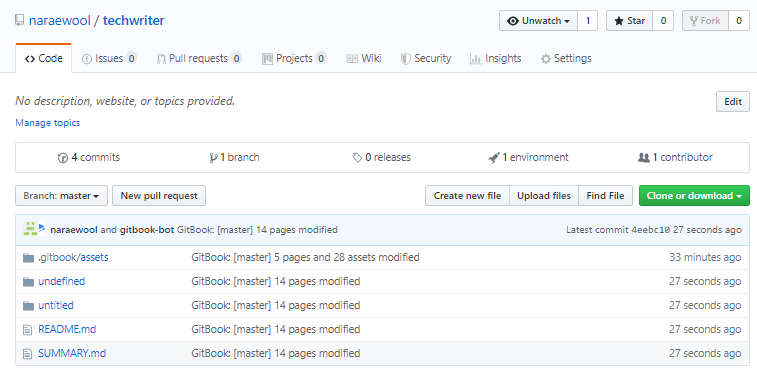 naraewool / techwriter
Unwatch 1 Star 0 Fork 0
Code Issues 0 Pull requests 0 Projects 0 Wiki Security Insights Settings
No description, website, or topics provided. Edit
Manage topics
4 commits 1 branch 0 releases 1 environment 1 contributor
Branch: master New pull request Create new file Upload files Find File Clone or download
naraewool and gitbook-bot GitBook: [master] 14 pages modified Latest commit 4eebc10 27 seconds ago
.gitbook/assets GitBook: [master] 5 pages and 28 assets modified 33 minutes ago
undefined GitBook: [master] 14 pages modified 27 seconds ago
untitled GitBook: [master] 14 pages modified 27 seconds ago
README.md GitBook: [master] 14 pages modified 27 seconds ago
SUMMARY.md GitBook: [master] 14 pages modified 27 seconds ago